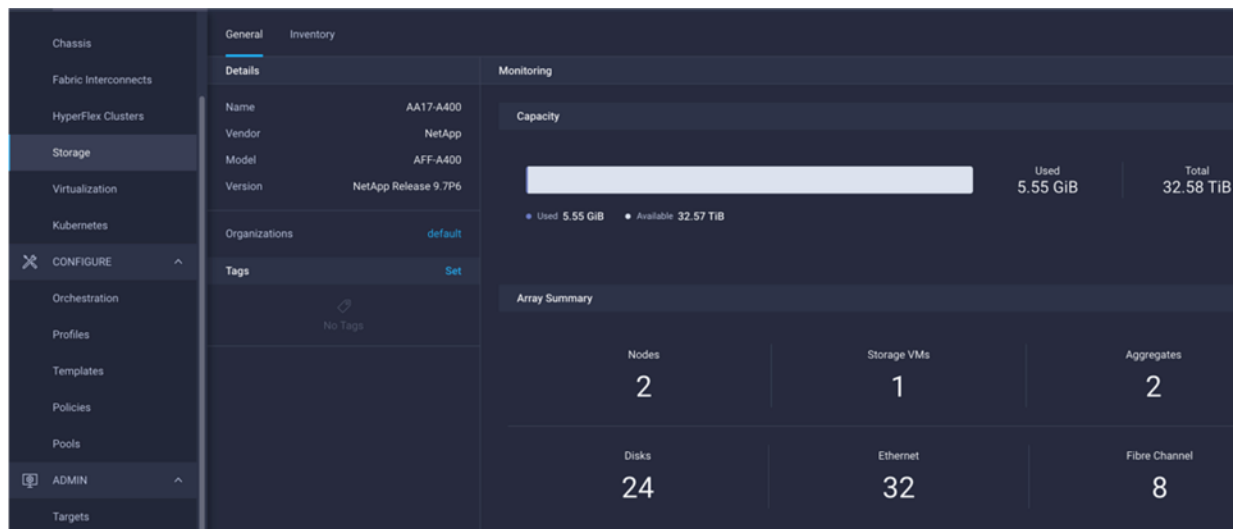 Chassis
Fabric Interconnects
HyperFlex Clusters
Storage
Virtualization
Kubernetes
CONFIGURE
Orchestration
Profiles
Templates
Policies
Pools
ADMIN
Targets
General Inventory
Details
Name AA17-A400
Vendor NetApp
Model AFF-A400
Version NetApp Release 9.7P6
Organizations default
Tags Set
No Tags
Monitoring
Capacity
Used Total
5.55 GiB 32.58 TiB
Used 5.55 GiB Available 32.57 TiB
Array Summary
Nodes Storage VMs Aggregates
2 1 2
Disks Ethernet Fibre Channel
24 32 8